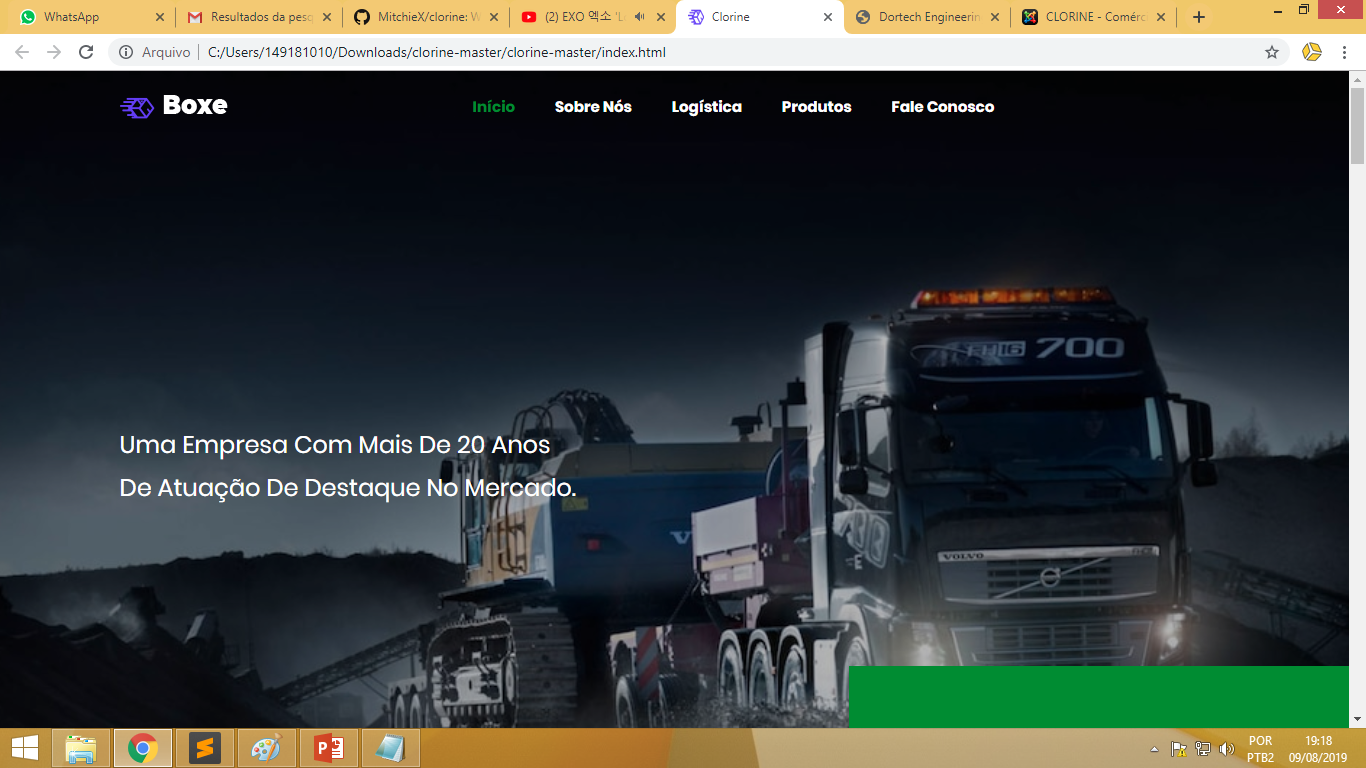 WhatsApp
Resultados da pesq
MitchieX/clorine: W
(2) EXO 엑소 'L
Clorine
Dortech Engineerin
CLORINE - Comérc
Arquivo
C:/Users/149181010/Downloads/clorine-master/clorine-master/index.html
Boxe
Início
Sobre Nós
Logística
Produtos
Fale Conosco
700
Uma Empresa Com Mais De 20 Anos
De Atuação De Destaque No Mercado.
VOLVO
POR
PTB2
19:18
09/08/2019